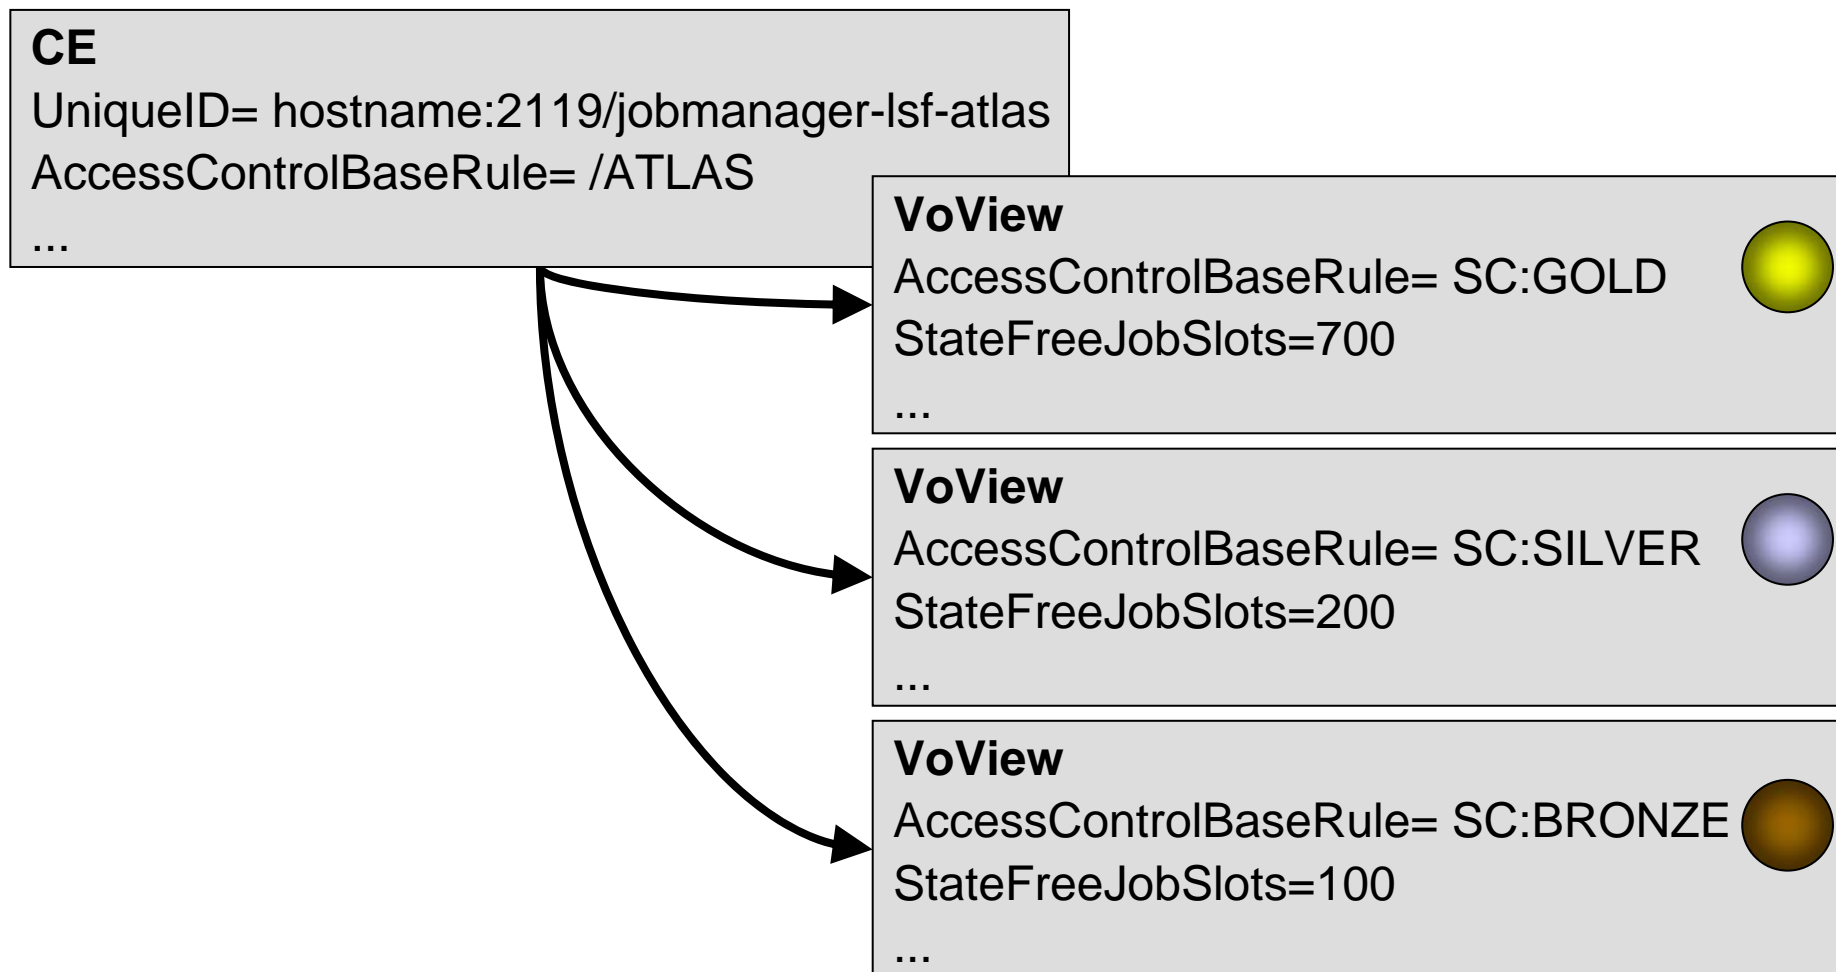 CE
UniqueID= hostname:2119/jobmanager-lsf-atlas
AccessControlBaseRule= /ATLAS
...
VoView
AccessControlBaseRule= SC:GOLD
StateFreeJobSlots=700
...
VoView
AccessControlBaseRule= SC:SILVER
StateFreeJobSlots=200
...
VoView
AccessControlBaseRule= SC:BRONZE
StateFreeJobSlots=100
...